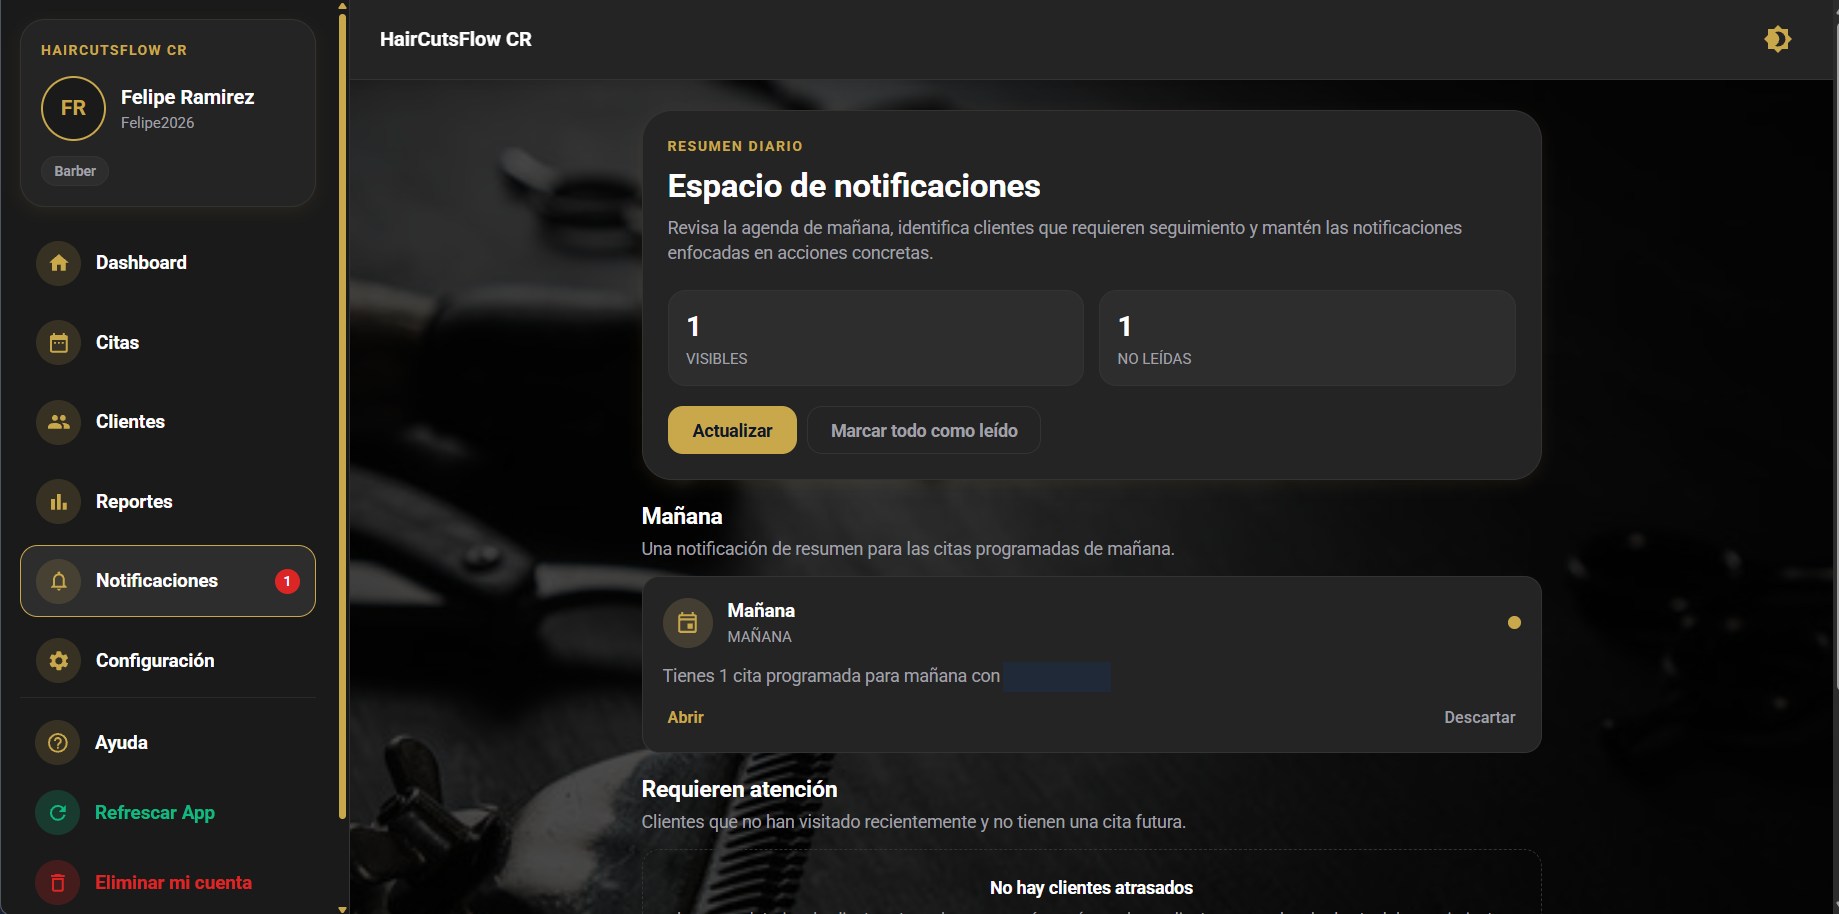 HAIRCUTSFLOW CR
FR
Felipe Ramirez
Felipe2026
Barber
Dashboard
Citas
Clientes
Reportes
Notificaciones
1
Configuración
Ayuda
Refrescar App
Eliminar mi cuenta
HairCutsFlow CR
RESUMEN DIARIO
Espacio de notificaciones
Revisa la agenda de mañana, identifica clientes que requieren seguimiento y mantén las notificaciones
enfocadas en acciones concretas.
1
VISIBLES
1
NO LEÍDAS
Actualizar
Marcar todo como leído
Mañana
Una notificación de resumen para las citas programadas de mañana.
Mañana
MAÑANA
Tienes 1 cita programada para mañana con
Abrir
Descartar
Requieren atención
Clientes que no han visitado recientemente y no tienen una cita futura.
No hay clientes atrasados